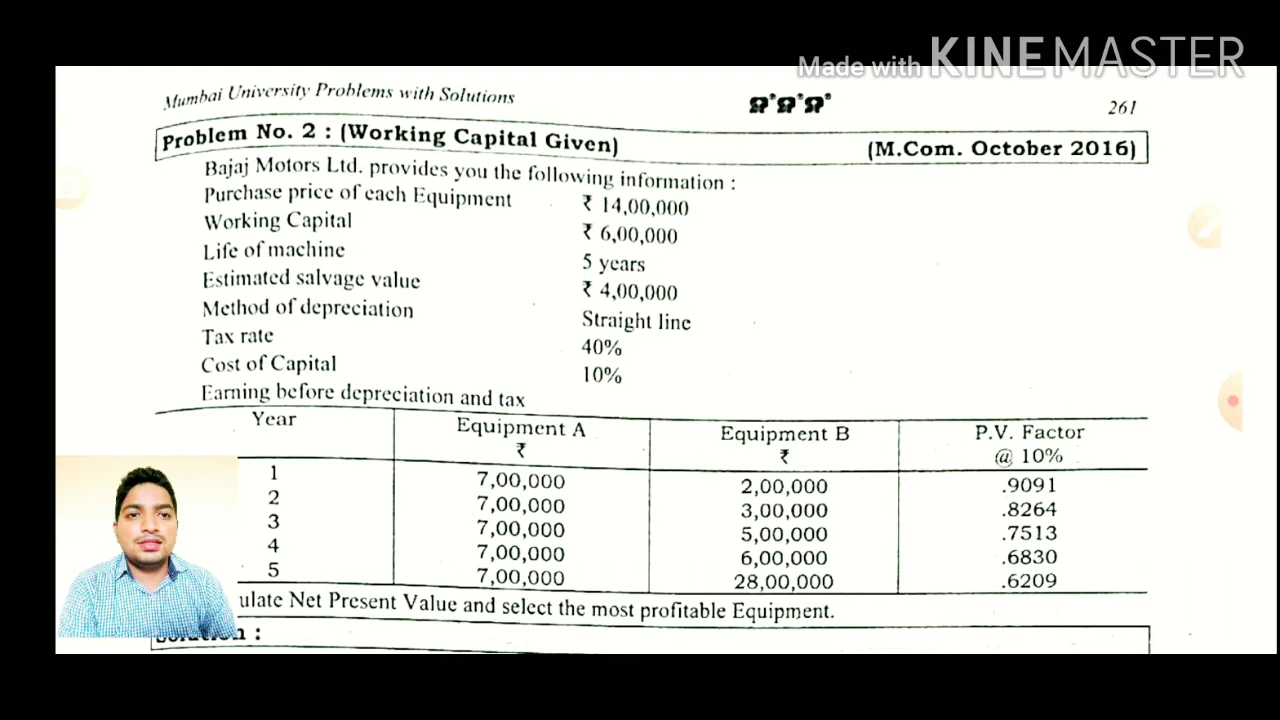 Made with KINEMASTER
Mumbai University Problems with Solutions 261
Problem No. 2 : (Working Capital Given) (M.Com. October 2016)
Bajaj Motors Ltd. provides you the following information :
Purchase price of each Equipment ₹ 14,00,000
Working Capital ₹ 6,00,000
Life of machine 5 years
Estimated salvage value ₹ 4,00,000
Method of depreciation Straight line
Tax rate 40%
Cost of Capital 10%
Earning before depreciation and tax
Year Equipment A Equipment B P.V. Factor
₹ ₹ @ 10%
1 7,00,000 2,00,000 .9091
2 7,00,000 3,00,000 .8264
3 7,00,000 5,00,000 .7513
4 7,00,000 6,00,000 .6830
5 7,00,000 28,00,000 .6209
ulate Net Present Value and select the most profitable Equipment.
Solution :